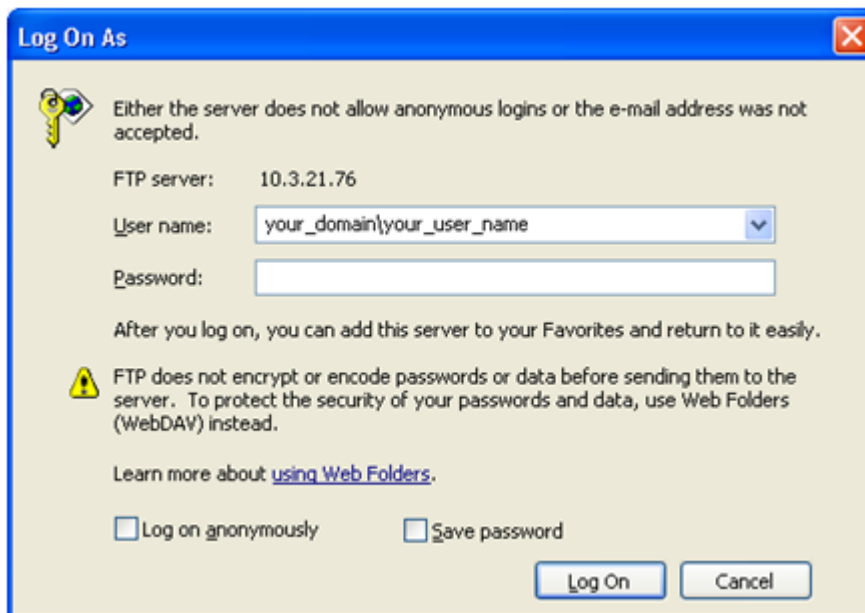 Log On As
Either the server does not allow anonymous logins or the e-mail address was not
accepted.
FTP server: 10.3.21.76
User name: your_domain\your_user_name
Password:
After you log on, you can add this server to your Favorites and return to it easily.
FTP does not encrypt or encode passwords or data before sending them to the
server. To protect the security of your passwords and data, use Web Folders
(WebDAV) instead.
Learn more about using Web Folders.
Log on anonymously Save password
Log On Cancel